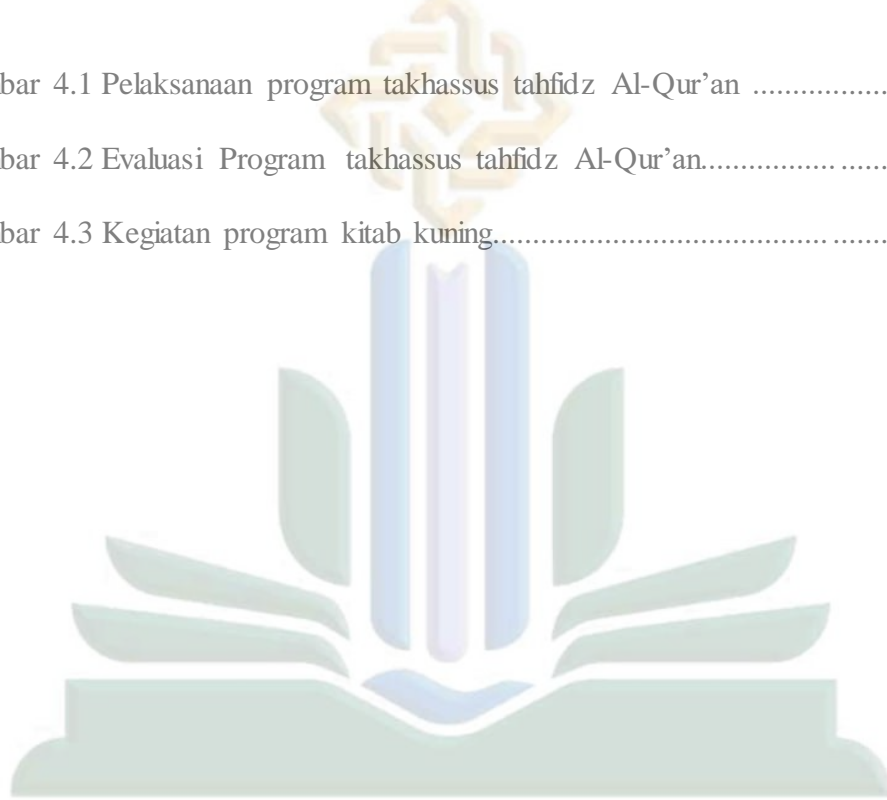 bar 4.1 Pelaksanaan program takhassus tahfidz Al-Qur’an .................
bar 4.2 Evaluasi Program takhassus tahfidz Al-Qur’an.......................
bar 4.3 Kegiatan program kitab kuning.................................................